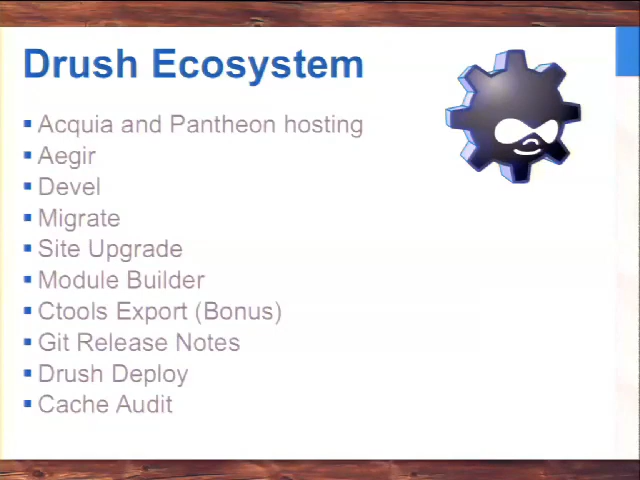 Drush Ecosystem
Acquia and Pantheon hosting
Aegir
Devel
Migrate
Site Upgrade
Module Builder
Ctools Export (Bonus)
Git Release Notes
Drush Deploy
Cache Audit